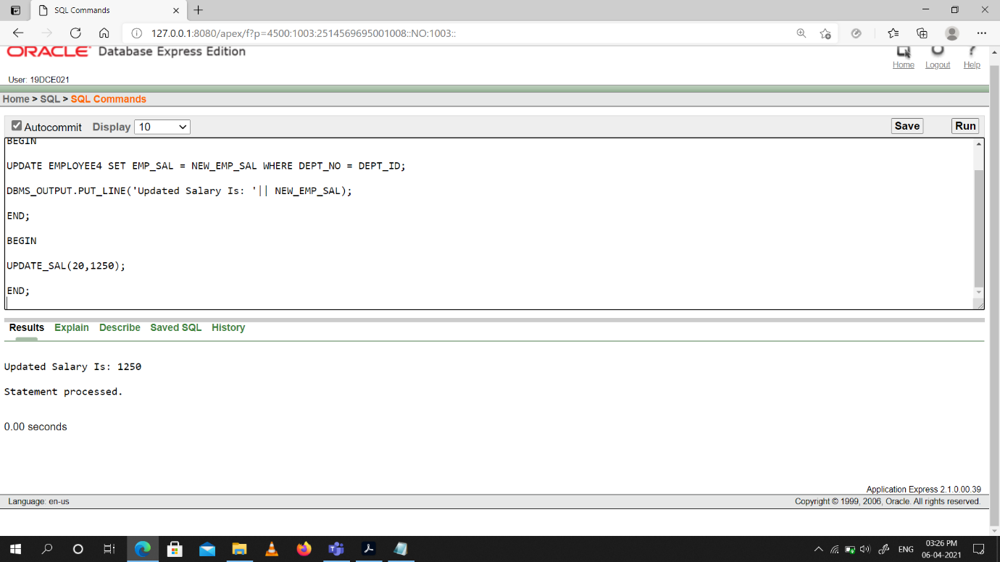 SQL Commands
127.0.0.1:8080/apex/f?p=4500:1003:2514569695001008::NO:1003::
ORACLE Database Express Edition
Home Logout Help
User: 19DCE021
Home > SQL > SQL Commands
Autocommit Display 10 Save Run
BEGIN
UPDATE EMPLOYEE4 SET EMP_SAL = NEW_EMP_SAL WHERE DEPT_NO = DEPT_ID;
DBMS_OUTPUT.PUT_LINE('Updated Salary Is: '|| NEW_EMP_SAL);
END;
BEGIN
UPDATE_SAL(20,1250);
END;
Results Explain Describe Saved SQL History
Updated Salary Is: 1250
Statement processed.
0.00 seconds
Application Express 2.1.0.00.39
Language: en-us Copyright © 1999, 2006, Oracle. All rights reserved.
ENG 03:26 PM
06-04-2021